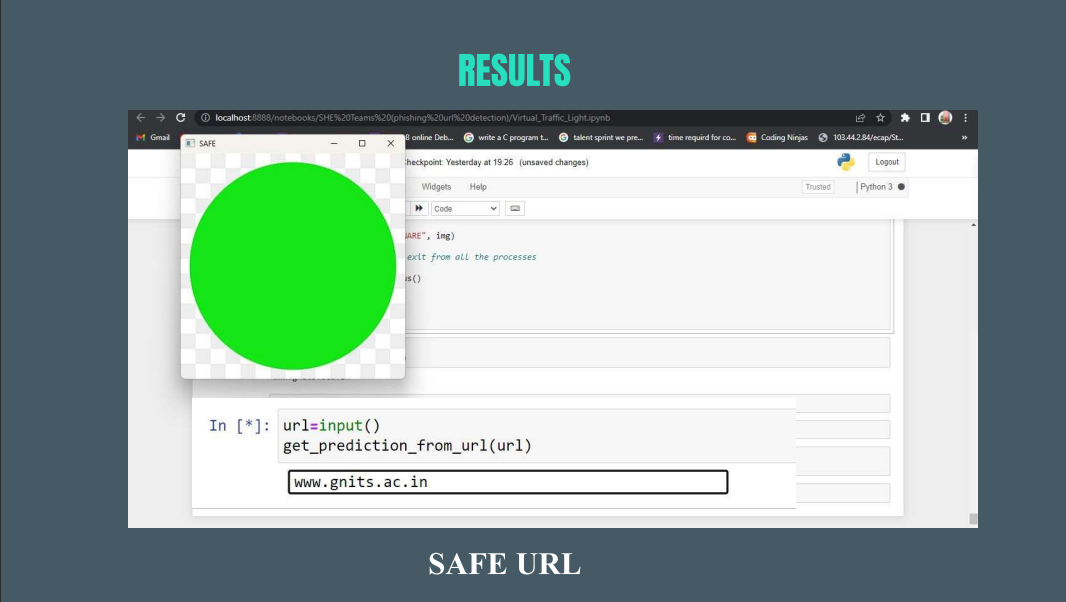 RESULTS
localhost:8888/notebooks/SHE%20Teams%20(phishing%20url%20detection)/Virtual_Traffic_Light.ipynb
Gmail
B online Deb...
write a C program t...
talent sprint we pre...
time requird for co...
Coding Ninjas
103.44.2.84/ecap/St...
»
SAFE
Checkpoint: Yesterday at 19:26 (unsaved changes)
Logout
Widgets Help
Trusted
Python 3
Code
WARE", img)
exit from all the processes
ws()
In [*]: url=input()
get_prediction_from_url(url)
www.gnits.ac.in
SAFE URL